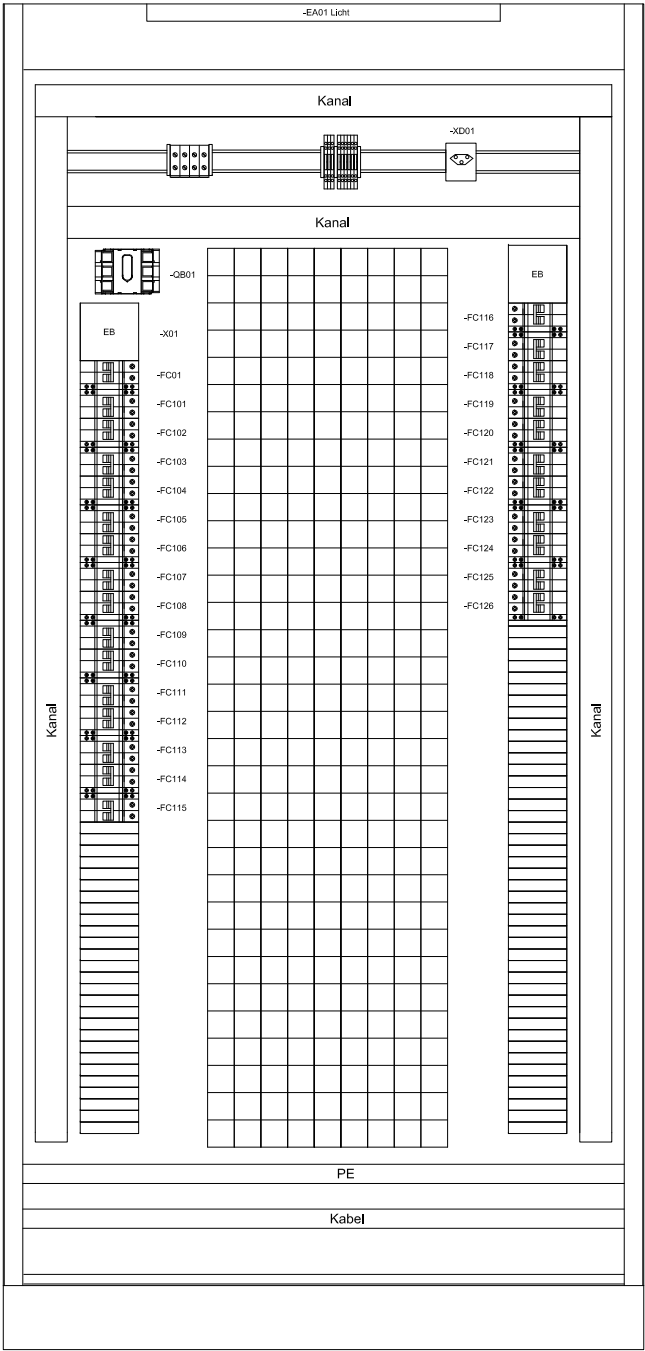 -EA01 Licht
Kanal
-XD01
Kanal
-QB01
EB
EB
-X01
-FC01
-FC101
-FC102
-FC103
-FC104
-FC105
-FC106
-FC107
-FC108
-FC109
-FC110
-FC111
-FC112
-FC113
-FC114
-FC115
-FC116
-FC117
-FC118
-FC119
-FC120
-FC121
-FC122
-FC123
-FC124
-FC125
-FC126
Kanal
Kanal
PE
Kabel